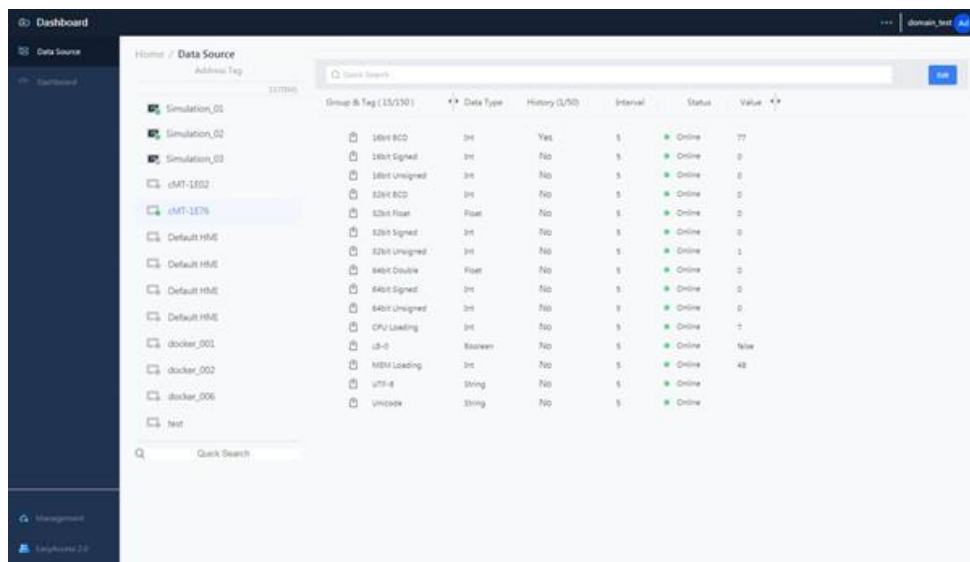 Dashboard
domain_test Ad
Data Source
Dashboard
Management
EasyAccess 2.0
Home / Data Source
Address Tag
Simulation_01
Simulation_02
Simulation_03
cMT-1E02
cMT-1E76
Default HMI
Default HMI
Default HMI
Default HMI
docker_001
docker_002
docker_006
test
Quick Search
Quick Search
Edit
Group & Tag ( 15/150 ) Data Type History (1/50) Interval Status Value
16bit BCD Int Yes 5 Online 77
16bit Signed Int No 5 Online 0
16bit Unsigned Int No 5 Online 0
32bit BCD Int No 5 Online 0
32bit Float Float No 5 Online 0
32bit Signed Int No 5 Online 0
32bit Unsigned Int No 5 Online 1
64bit Double Float No 5 Online 0
64bit Signed Int No 5 Online 0
64bit Unsigned Int No 5 Online 0
CPU Loading Int No 5 Online 7
LB-0 Boolean No 5 Online false
MEM Loading Int No 5 Online 48
UTF-8 String No 5 Online
Unicode String No 5 Online